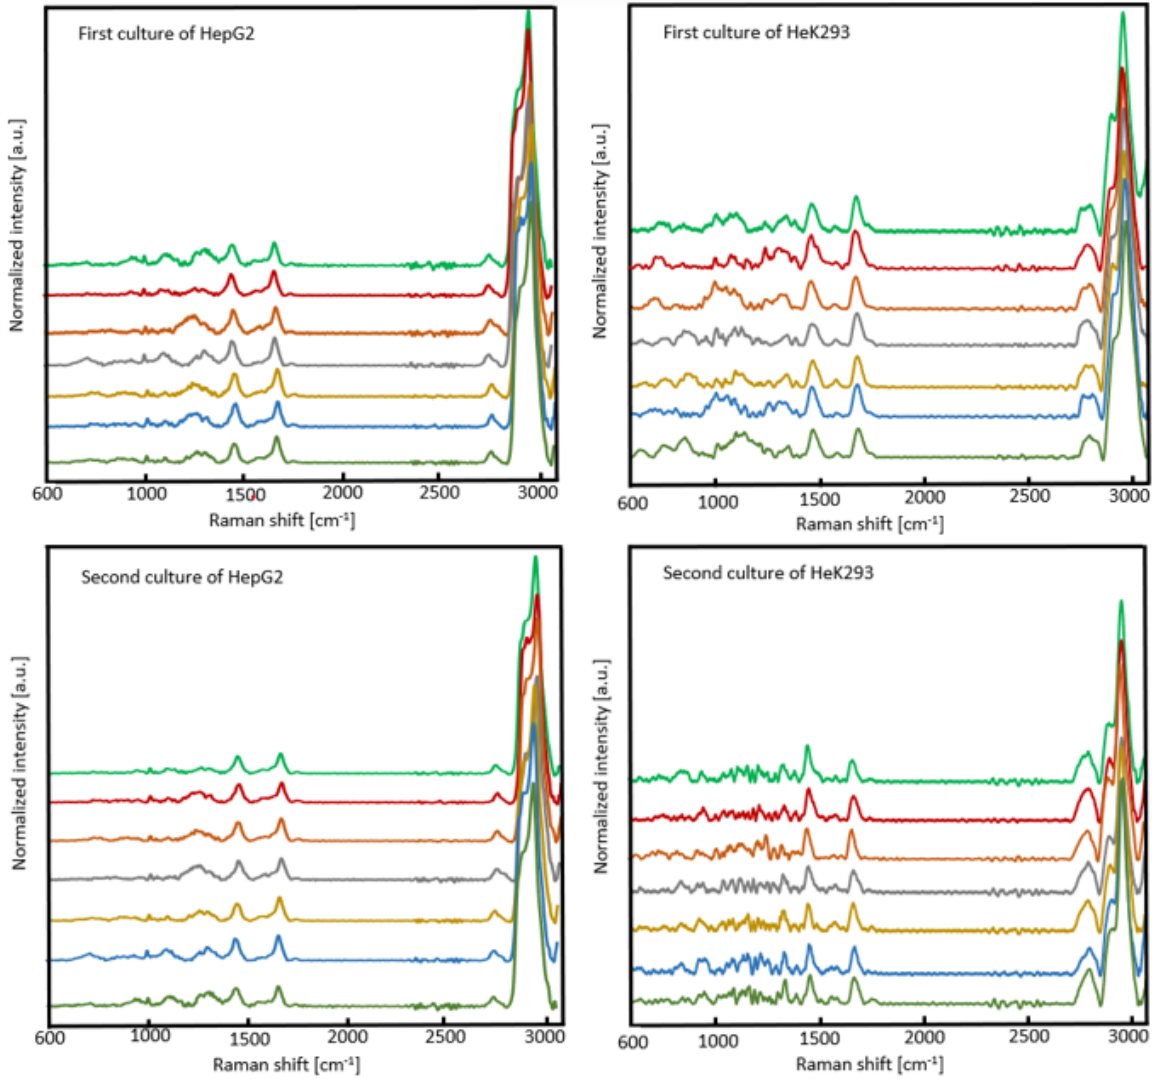 First culture of HepG2
Normalized intensity [a.u.]
600 1000 1500 2000 2500 3000
Raman shift [cm⁻¹]
First culture of HeK293
Normalized intensity [a.u.]
600 1000 1500 2000 2500 3000
Raman shift [cm⁻¹]
Second culture of HepG2
Normalized intensity [a.u.]
600 1000 1500 2000 2500 3000
Raman shift [cm⁻¹]
Second culture of HeK293
Normalized intensity [a.u.]
600 1000 1500 2000 2500 3000
Raman shift [cm⁻¹]